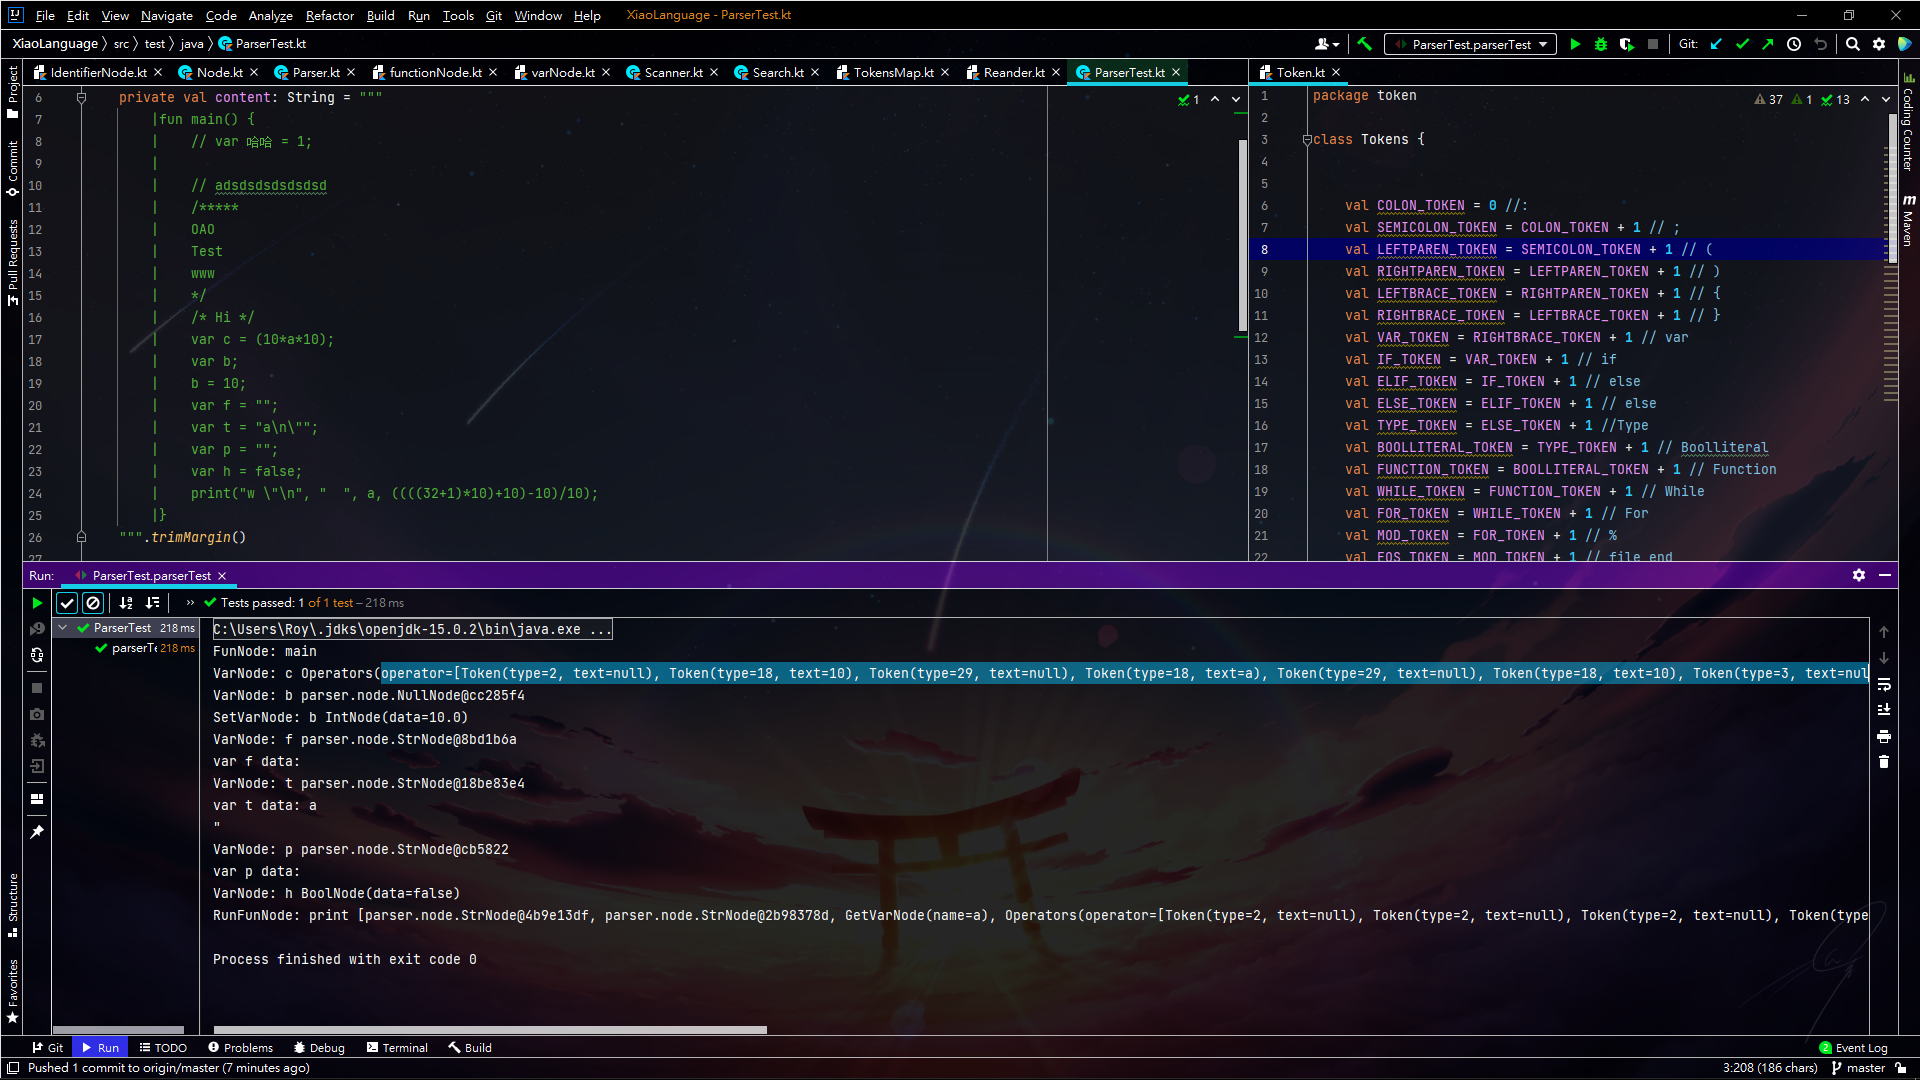 File Edit View Navigate Code Analyze Refactor Build Run Tools Git Window Help XiaoLanguage - ParserTest.kt
XiaoLanguage src test java ParserTest.kt ParserTest.parserTest Git:
IdentifierNode.kt Node.kt Parser.kt functionNode.kt varNode.kt Scanner.kt Search.kt TokensMap.kt Reander.kt ParserTest.kt Token.kt
Project
Commit
Pull Requests
Structure
Favorites
6 private val content: String = """
7 |fun main() {
8 | // var 哈哈 = 1;
9 |
10 | // adsdsdsdsdsdsd
11 | /*****
12 | OAO
13 | Test
14 | www
15 | */
16 | /* Hi */
17 | var c = (10*a*10);
18 | var b;
19 | b = 10;
20 | var f = "";
21 | var t = "a\n\"";
22 | var p = "";
23 | var h = false;
24 | print("w \"\n", "  ", a, ((((32+1)*10)+10)-10)/10);
25 |}
26 """.trimMargin()
27
1
1 package token
2
3 class Tokens {
4
5
6 val COLON_TOKEN = 0 //:
7 val SEMICOLON_TOKEN = COLON_TOKEN + 1 // ;
8 val LEFTPAREN_TOKEN = SEMICOLON_TOKEN + 1 // (
9 val RIGHTPAREN_TOKEN = LEFTPAREN_TOKEN + 1 // )
10 val LEFTBRACE_TOKEN = RIGHTPAREN_TOKEN + 1 // {
11 val RIGHTBRACE_TOKEN = LEFTBRACE_TOKEN + 1 // }
12 val VAR_TOKEN = RIGHTBRACE_TOKEN + 1 // var
13 val IF_TOKEN = VAR_TOKEN + 1 // if
14 val ELIF_TOKEN = IF_TOKEN + 1 // else
15 val ELSE_TOKEN = ELIF_TOKEN + 1 // else
16 val TYPE_TOKEN = ELSE_TOKEN + 1 //Type
17 val BOOLLITERAL_TOKEN = TYPE_TOKEN + 1 // Boolliteral
18 val FUNCTION_TOKEN = BOOLLITERAL_TOKEN + 1 // Function
19 val WHILE_TOKEN = FUNCTION_TOKEN + 1 // While
20 val FOR_TOKEN = WHILE_TOKEN + 1 // For
21 val MOD_TOKEN = FOR_TOKEN + 1 // %
22 val EOS_TOKEN = MOD_TOKEN + 1 // file end
37 1 13
Coding Counter
m Maven
Run: ParserTest.parserTest
» Tests passed: 1 of 1 test – 218 ms
ParserTest 218 ms
parserTe 218 ms
C:\Users\Roy\.jdks\openjdk-15.0.2\bin\java.exe ...
FunNode: main
VarNode: c Operators(operator=[Token(type=2, text=null), Token(type=18, text=10), Token(type=29, text=null), Token(type=18, text=a), Token(type=29, text=null), Token(type=18, text=10), Token(type=3, text=nul
VarNode: b parser.node.NullNode@cc285f4
SetVarNode: b IntNode(data=10.0)
VarNode: f parser.node.StrNode@8bd1b6a
var f data:
VarNode: t parser.node.StrNode@18be83e4
var t data: a
"
VarNode: p parser.node.StrNode@cb5822
var p data:
VarNode: h BoolNode(data=false)
RunFunNode: print [parser.node.StrNode@4b9e13df, parser.node.StrNode@2b98378d, GetVarNode(name=a), Operators(operator=[Token(type=2, text=null), Token(type=2, text=null), Token(type=2, text=null), Token(type
Process finished with exit code 0
Git Run TODO Problems Debug Terminal Build 2 Event Log
Pushed 1 commit to origin/master (7 minutes ago) 3:208 (186 chars) master